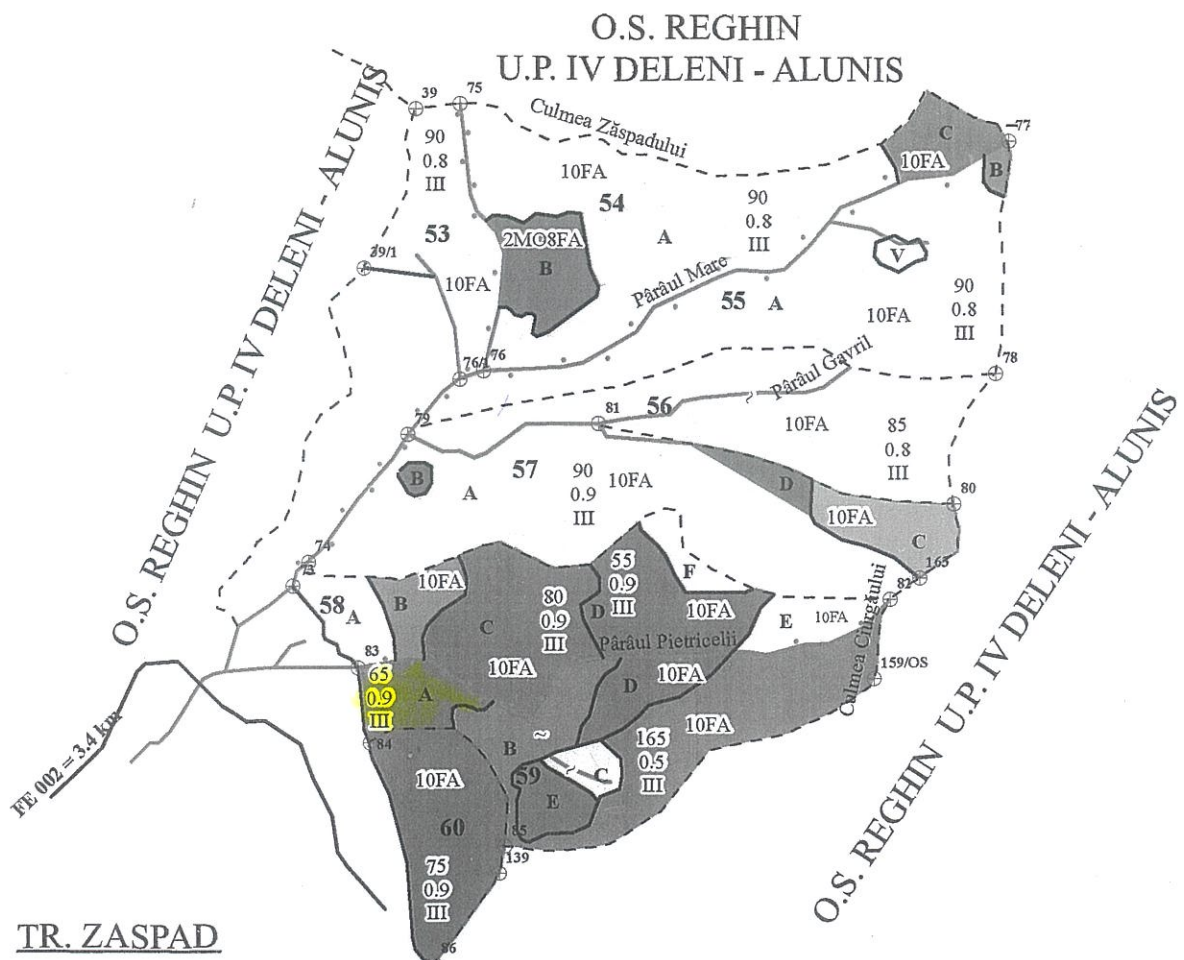 O.S. REGHIN
U.P. IV DELENI - ALUNIS
O.S. REGHIN U.P. IV DELENI - ALUNIS
39
75
Culmea Zăspadului
77
C
10FA
B
90
0.8
III
10FA
54
90
0.8
III
A
53
2MO8FA
B
39/1
10FA
V
Pârâul Mare
55
A
90
0.8
III
10FA
76/1
76
78
Pârâul Gavril
56
81
10FA
85
0.8
III
79
57
B
A
90
0.9
III
10FA
D
80
10FA
C
165
74
73
58
A
10FA
B
C
80
0.9
III
D
55
0.9
III
F
10FA
82
E
10FA
Culmea Ciurgăului
Pârâul Pietricelii
83
65
0.9
III
A
10FA
D
10FA
159/OS
O.S. REGHIN U.P. IV DELENI - ALUNIS
84
10FA
165
0.5
III
B
59
C
E
FE 002 = 3.4 km
10FA
60
85
139
75
0.9
III
86
TR. ZASPAD